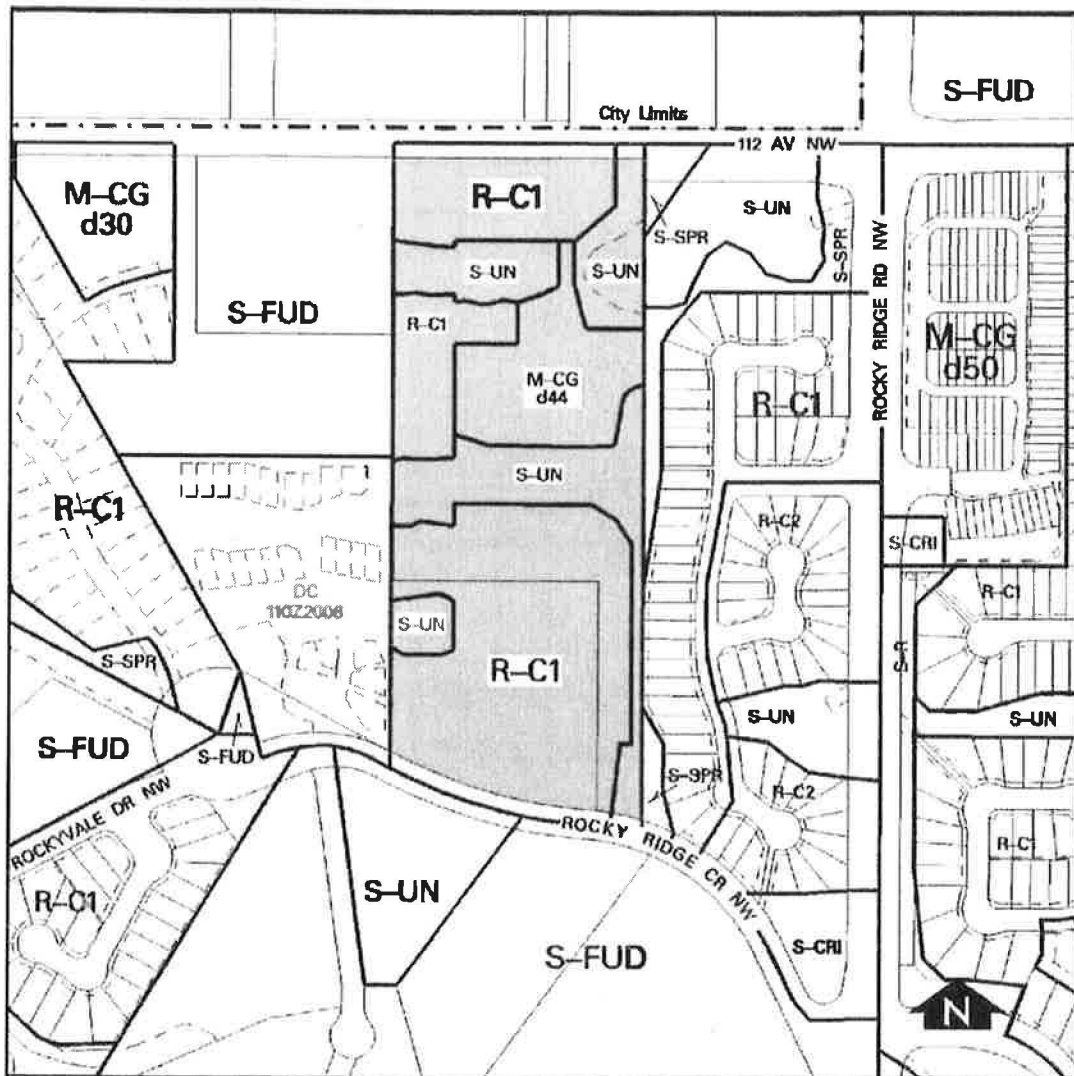 S-FUD
City Limits
112 AV NW
M-CG
d30
R-C1
S-UN
S-SPR
S-SPR
S-UN
S-UN
S-FUD
R-C1
ROCKY RIDGE RD NW
M-CG
d50
M-CG
d44
R-C1
S-UN
R-C1
R-C2
S-CRI
DC
110Z2006
R-C1
S-UN
S-SPR
R-C1
S-R
S-UN
S-UN
S-FUD
S-FUD
S-SPR
R-C2
ROCKYVALE DR NW
ROCKY RIDGE CR NW
R-C1
R-C1
S-UN
S-FUD
S-CRI
N